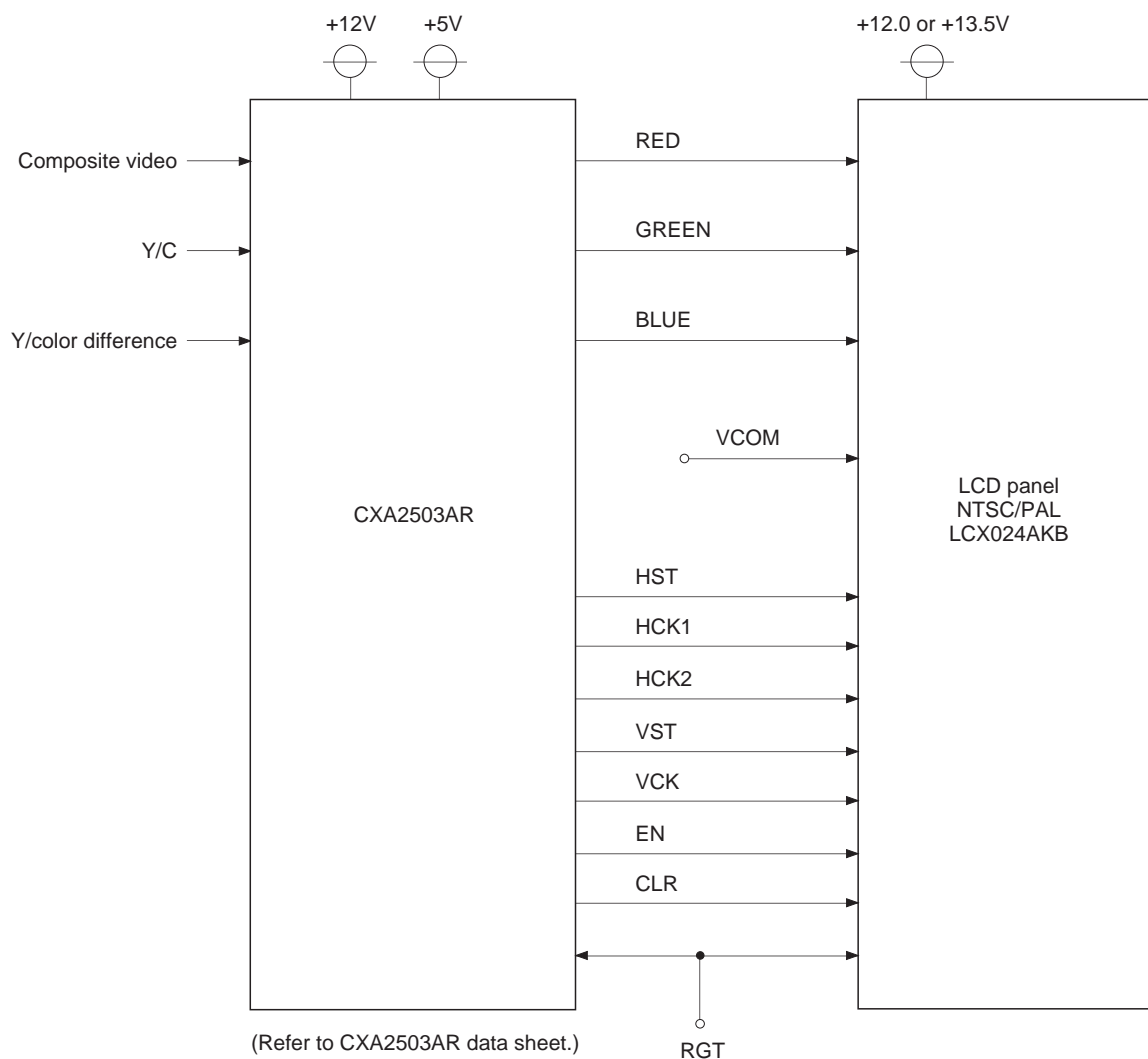 +12V
+5V
+12.0 or +13.5V
Composite video
RED
Y/C
GREEN
Y/color difference
BLUE
VCOM
CXA2503AR
LCD panel
NTSC/PAL
LCX024AKB
HST
HCK1
HCK2
VST
VCK
EN
CLR
(Refer to CXA2503AR data sheet.)
RGT